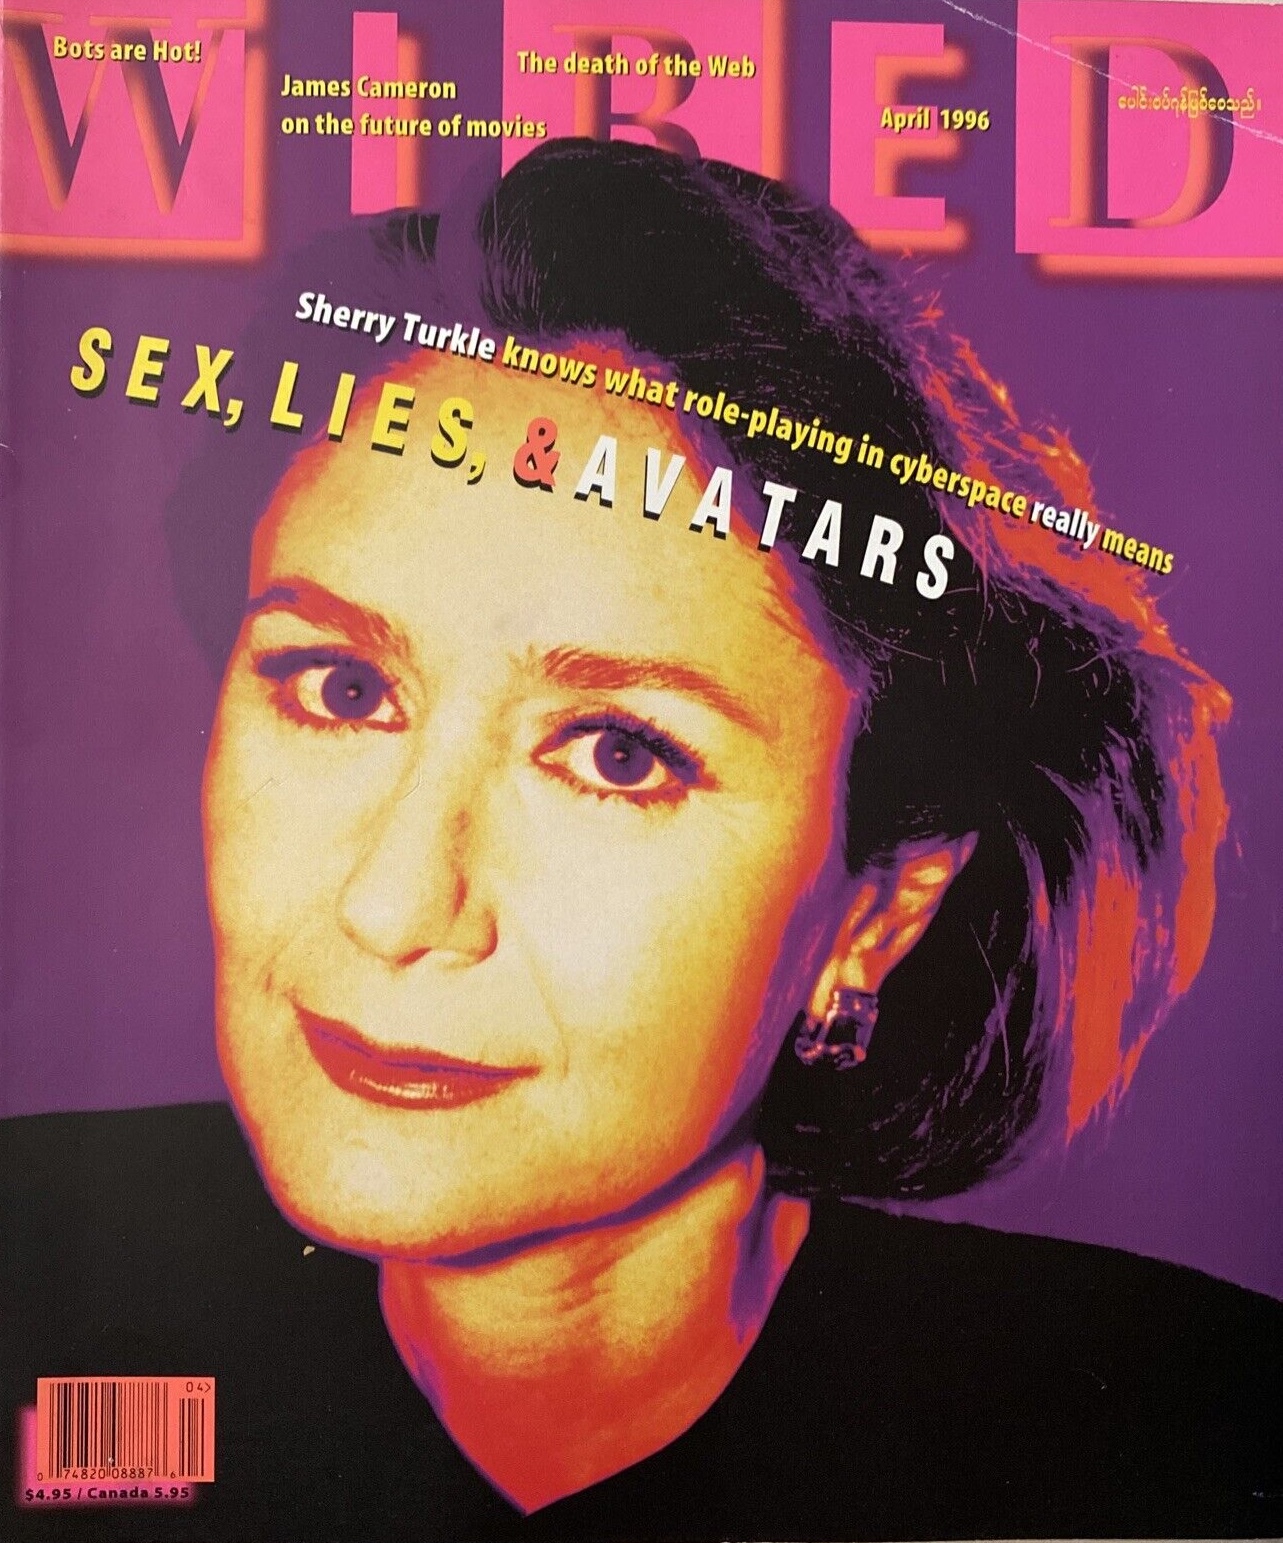 WIRED
Bots are Hot!
James Cameron
on the future of movies
The death of the Web
April 1996
Sherry Turkle knows what role-playing in cyberspace really means
SEX, LIES, & AVATARS
04>
0 74820 08887 6
$4.95 / Canada 5.95